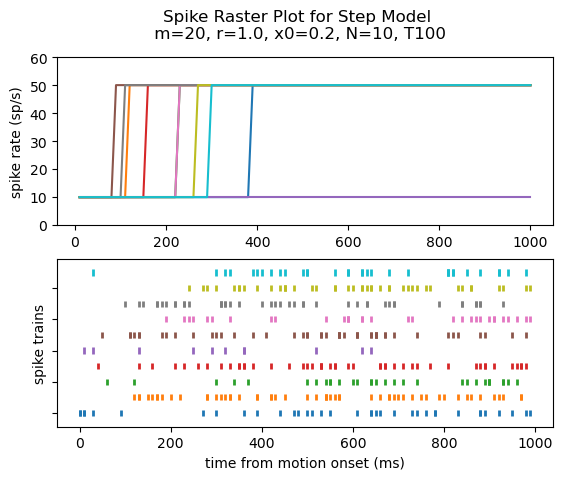 Spike Raster Plot for Step Model
m=20, r=1.0, x0=0.2, N=10, T100
spike rate (sp/s)
60
50
40
30
20
10
0
0 200 400 600 800 1000
spike trains
0 200 400 600 800 1000
time from motion onset (ms)